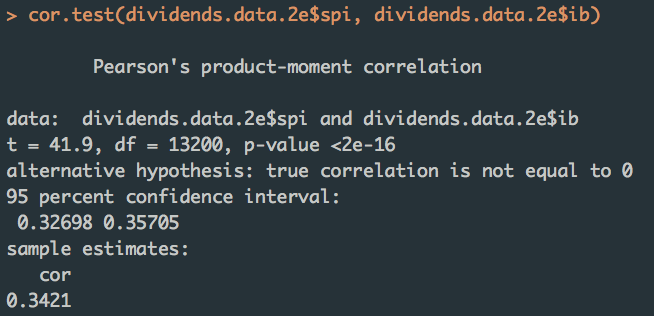 > cor.test(dividends.data.2e$spi, dividends.data.2e$ib)
Pearson's product-moment correlation
data:  dividends.data.2e$spi and dividends.data.2e$ib
t = 41.9, df = 13200, p-value <2e-16
alternative hypothesis: true correlation is not equal to 0
95 percent confidence interval:
0.32698 0.35705
sample estimates:
cor
0.3421